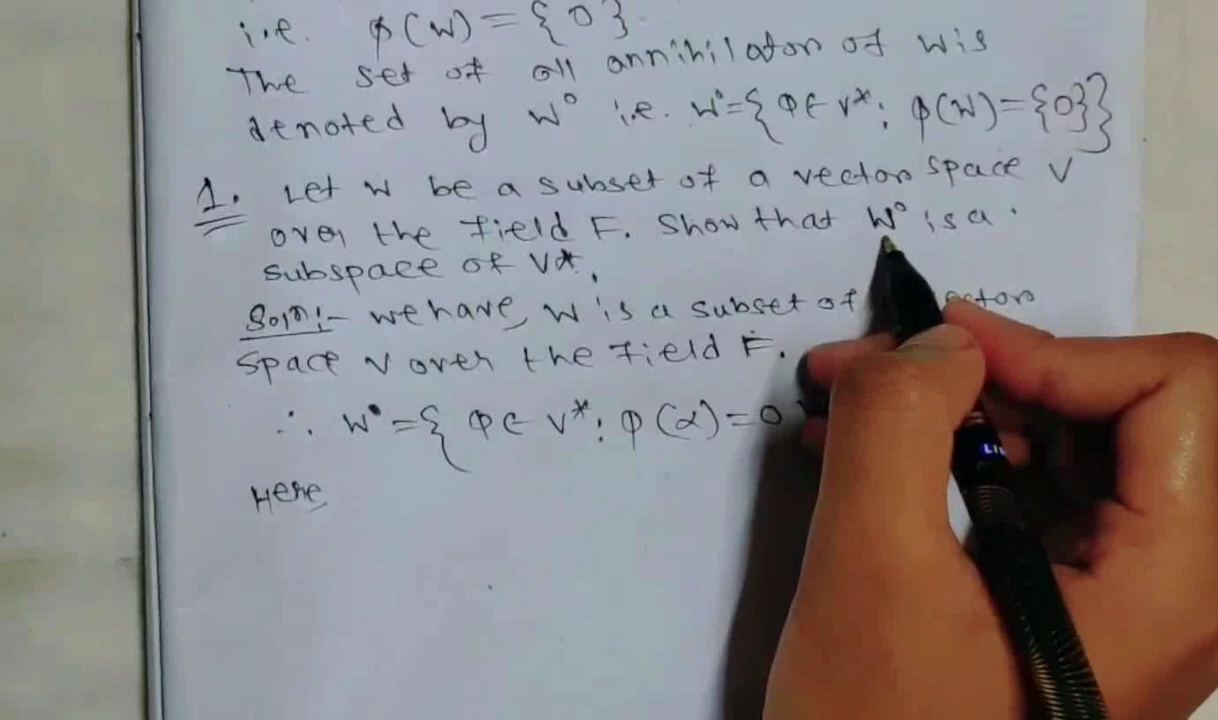 i.e. φ(W) = {0}.
The set of all annihilator of W is
denoted by W° i.e. W° = {φ ∈ V*: φ(W) = {0}}
1. Let W be a subset of a vector space V
over the field F. Show that W° is a
subspace of V*.
Soln:- we have, W is a subset of
space V over the field F.
∴ W° = { φ ∈ V*: φ(α) = 0
Here